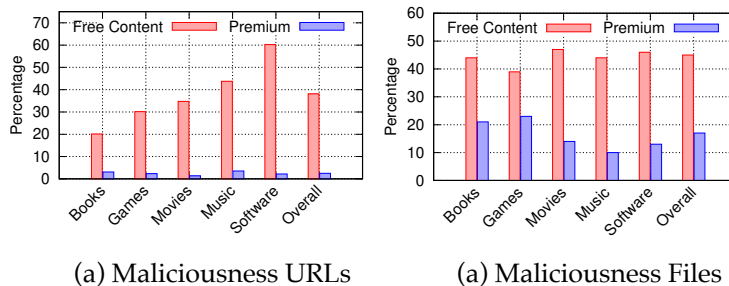 Free Content Premium
Percentage
70
60
50
40
30
20
10
0
Books Games Movies Music Software Overall
(a) Maliciousness URLs
Free Content Premium
Percentage
60
50
40
30
20
10
0
Books Games Movies Music Software Overall
(a) Maliciousness Files